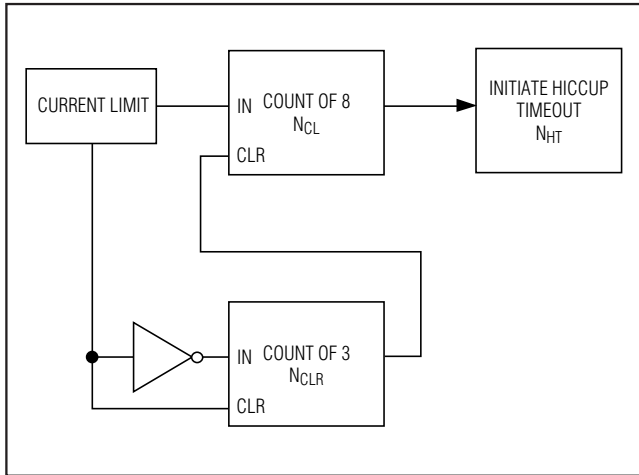 CURRENT LIMIT
IN
COUNT OF 8
NCL
CLR
INITIATE HICCUP
TIMEOUT
NHT
IN
COUNT OF 3
NCLR
CLR